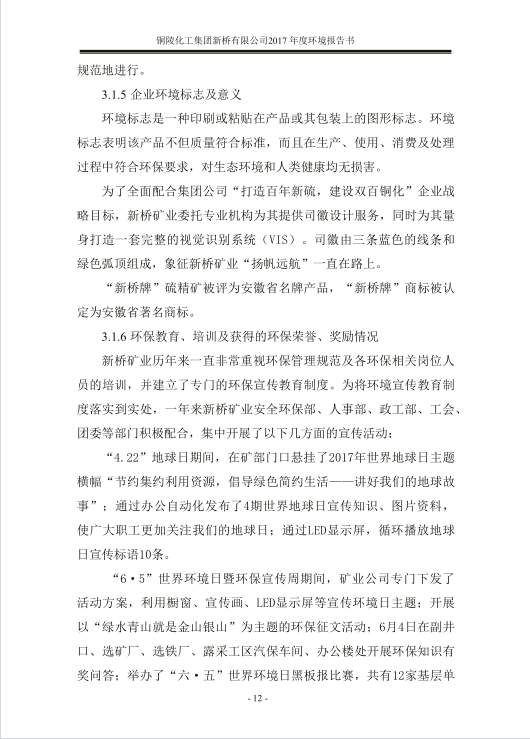 铜陵化工集团新桥有限公司2017 年度环境报告书
规范地进行。
3.1.5 企业环境标志及意义
环境标志是一种印刷或粘贴在产品或其包装上的图形标志。环境
标志表明该产品不但质量符合标准，而且在生产、使用、消费及处理
过程中符合环保要求，对生态环境和人类健康均无损害。
为了全面配合集团公司“打造百年新硫，建设双百铜化”企业战
略目标，新桥矿业委托专业机构为其提供司徽设计服务，同时为其量
身打造一套完整的视觉识别系统（VIS）。司徽由三条蓝色的线条和
绿色弧顶组成，象征新桥矿业“扬帆远航”一直在路上。
“新桥牌”硫精矿被评为安徽省名牌产品，“新桥牌”商标被认
定为安徽省著名商标。
3.1.6 环保教育、培训及获得的环保荣誉、奖励情况
新桥矿业历年来一直非常重视环保管理规范及各环保相关岗位人
员的培训，并建立了专门的环保宣传教育制度。为将环境宣传教育制
度落实到实处，一年来新桥矿业安全环保部、人事部、政工部、工会、
团委等部门积极配合，集中开展了以下几方面的宣传活动：
“4.22”地球日期间，在矿部门口悬挂了2017年世界地球日主题
横幅“节约集约利用资源，倡导绿色简约生活——讲好我们的地球故
事”；通过办公自动化发布了4期世界地球日宣传知识、图片资料，
使广大职工更加关注我们的地球日；通过LED显示屏，循环播放地球
日宣传标语10条。
“6·5”世界环境日暨环保宣传周期间，矿业公司专门下发了
活动方案，利用橱窗、宣传画、LED显示屏等宣传环境日主题；开展
以“绿水青山就是金山银山”为主题的环保征文活动；6月4日在副井
口、选矿厂、选铁厂、露采工区汽保车间、办公楼处开展环保知识有
奖问答；举办了“六·五”世界环境日黑板报比赛，共有12家基层单
- 12 -